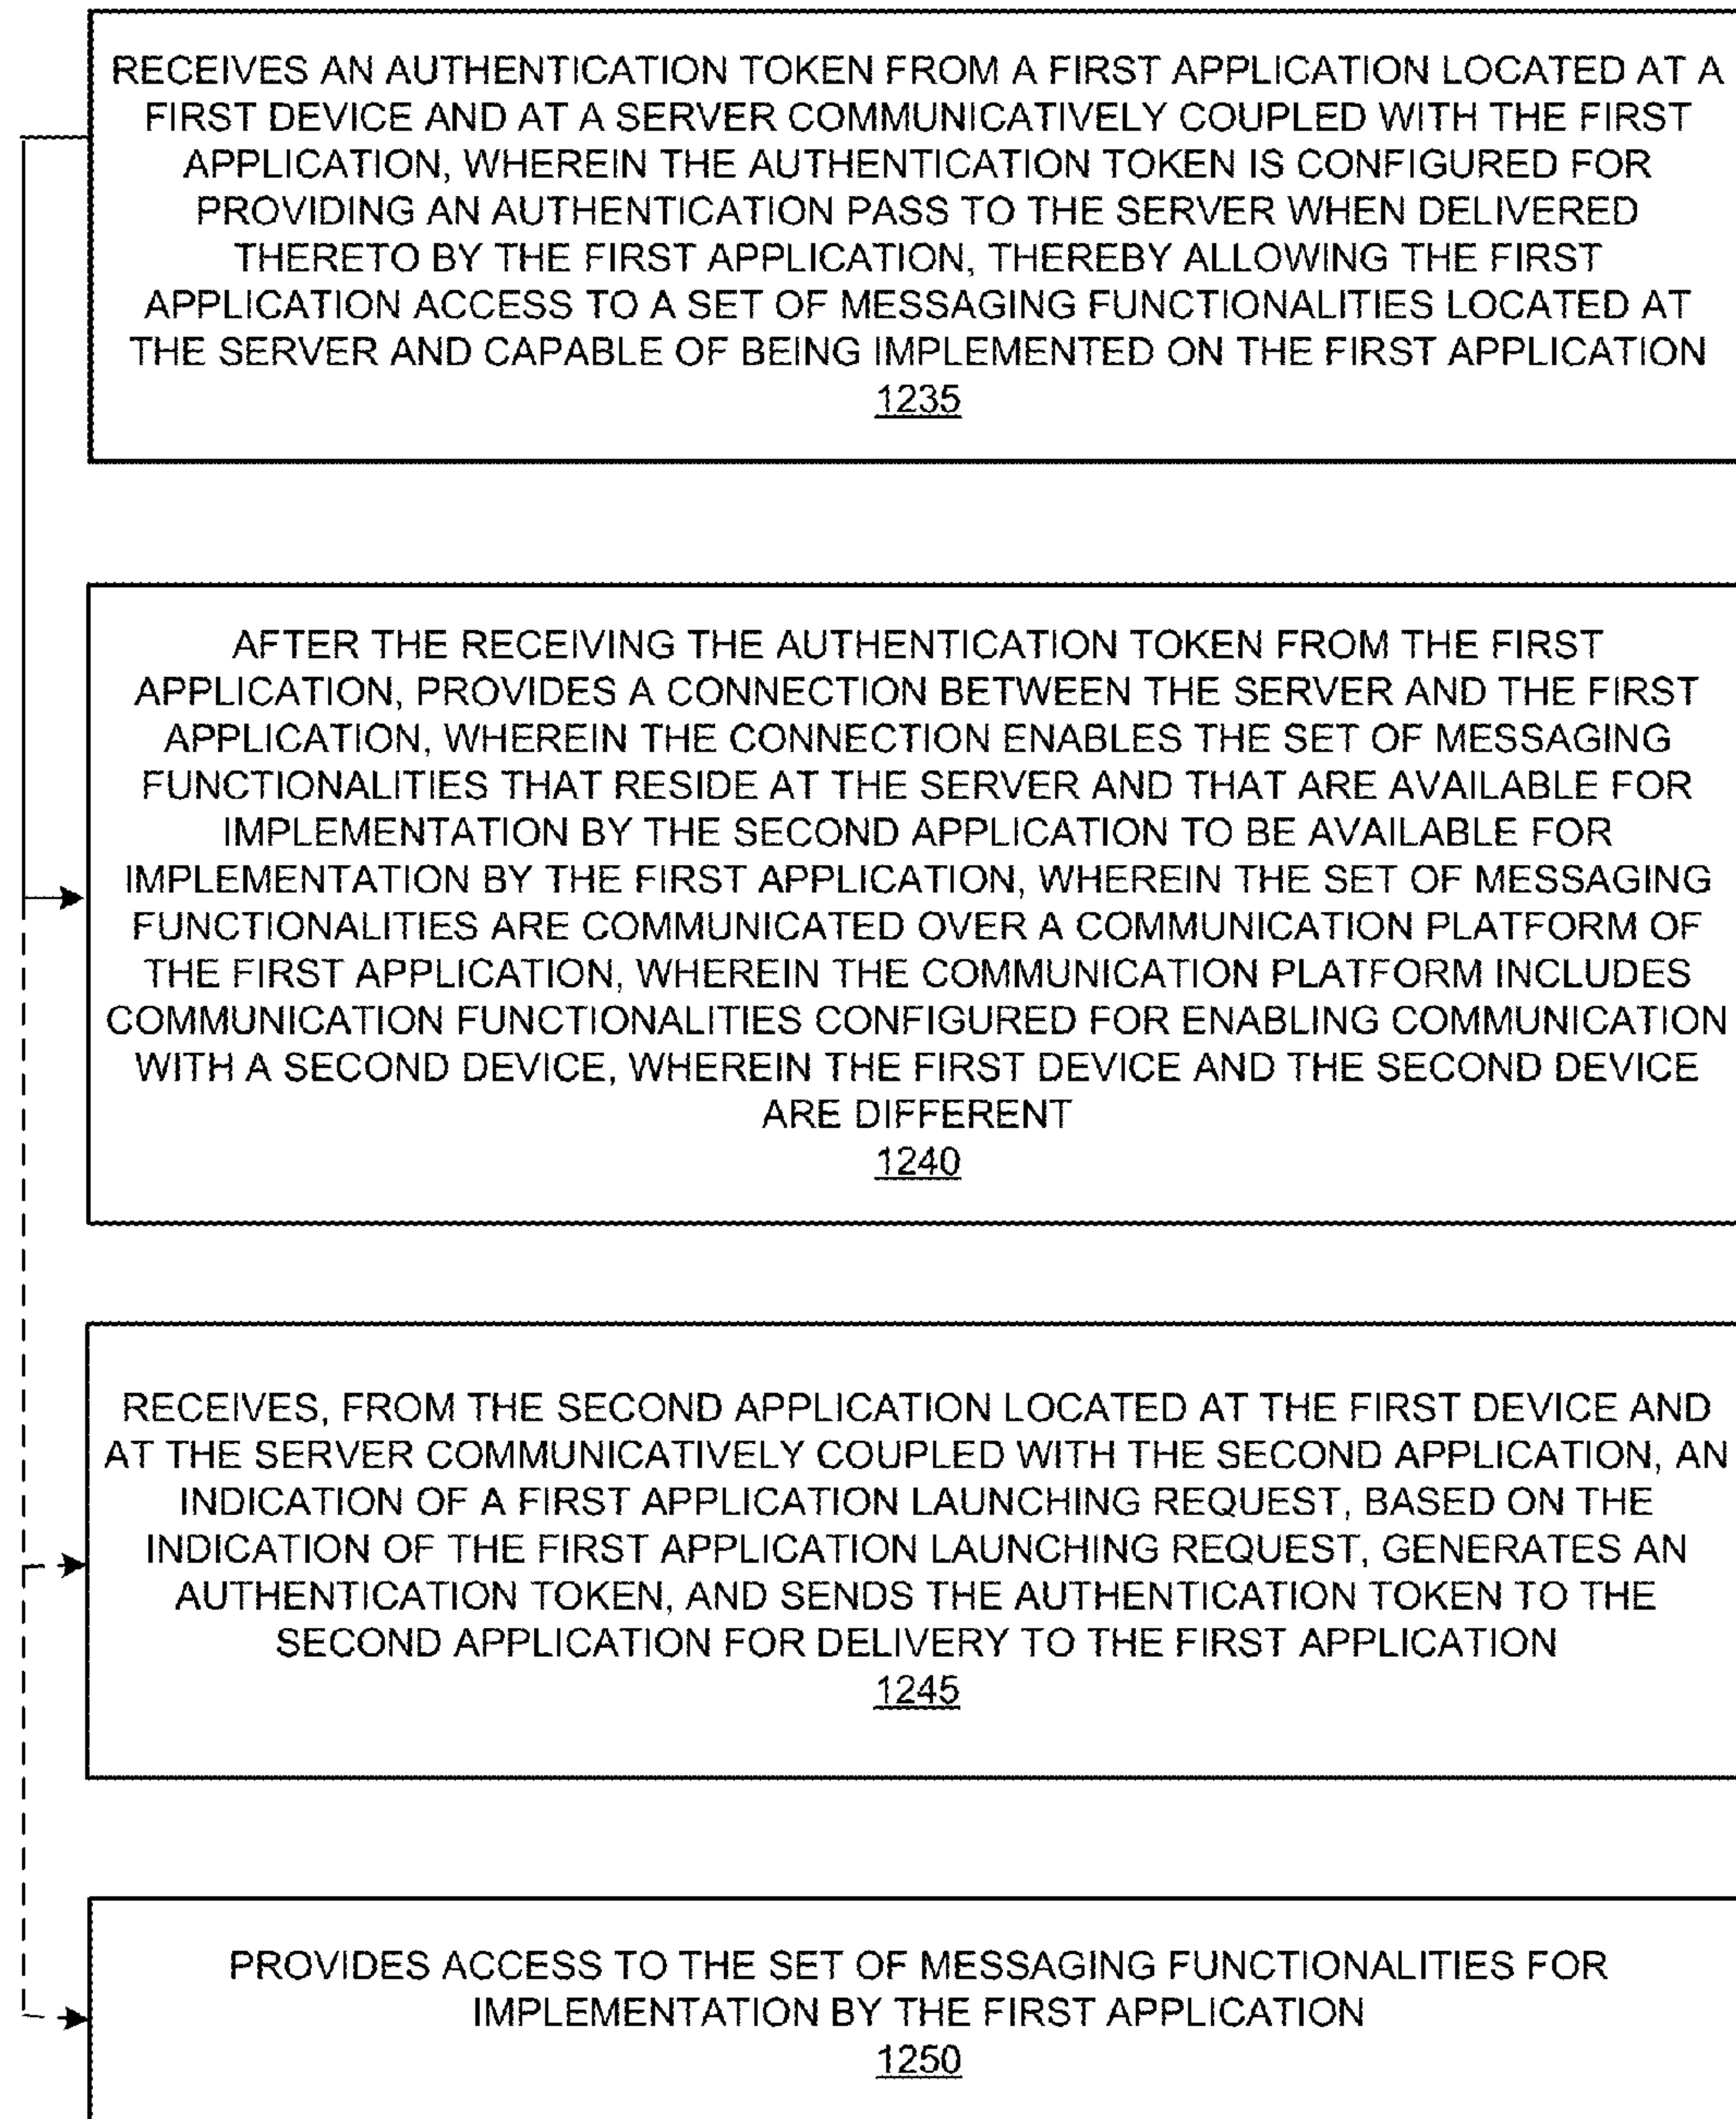 RECEIVES AN AUTHENTICATION TOKEN FROM A FIRST APPLICATION LOCATED AT A
FIRST DEVICE AND AT A SERVER COMMUNICATIVELY COUPLED WITH THE FIRST
APPLICATION, WHEREIN THE AUTHENTICATION TOKEN IS CONFIGURED FOR
PROVIDING AN AUTHENTICATION PASS TO THE SERVER WHEN DELIVERED
THERETO BY THE FIRST APPLICATION, THEREBY ALLOWING THE FIRST
APPLICATION ACCESS TO A SET OF MESSAGING FUNCTIONALITIES LOCATED AT
THE SERVER AND CAPABLE OF BEING IMPLEMENTED ON THE FIRST APPLICATION
1235
AFTER THE RECEIVING THE AUTHENTICATION TOKEN FROM THE FIRST
APPLICATION, PROVIDES A CONNECTION BETWEEN THE SERVER AND THE FIRST
APPLICATION, WHEREIN THE CONNECTION ENABLES THE SET OF MESSAGING
FUNCTIONALITIES THAT RESIDE AT THE SERVER AND THAT ARE AVAILABLE FOR
IMPLEMENTATION BY THE SECOND APPLICATION TO BE AVAILABLE FOR
IMPLEMENTATION BY THE FIRST APPLICATION, WHEREIN THE SET OF MESSAGING
FUNCTIONALITIES ARE COMMUNICATED OVER A COMMUNICATION PLATFORM OF
THE FIRST APPLICATION, WHEREIN THE COMMUNICATION PLATFORM INCLUDES
COMMUNICATION FUNCTIONALITIES CONFIGURED FOR ENABLING COMMUNICATION
WITH A SECOND DEVICE, WHEREIN THE FIRST DEVICE AND THE SECOND DEVICE
ARE DIFFERENT
1240
RECEIVES, FROM THE SECOND APPLICATION LOCATED AT THE FIRST DEVICE AND
AT THE SERVER COMMUNICATIVELY COUPLED WITH THE SECOND APPLICATION, AN
INDICATION OF A FIRST APPLICATION LAUNCHING REQUEST, BASED ON THE
INDICATION OF THE FIRST APPLICATION LAUNCHING REQUEST, GENERATES AN
AUTHENTICATION TOKEN, AND SENDS THE AUTHENTICATION TOKEN TO THE
SECOND APPLICATION FOR DELIVERY TO THE FIRST APPLICATION
1245
PROVIDES ACCESS TO THE SET OF MESSAGING FUNCTIONALITIES FOR
IMPLEMENTATION BY THE FIRST APPLICATION
1250